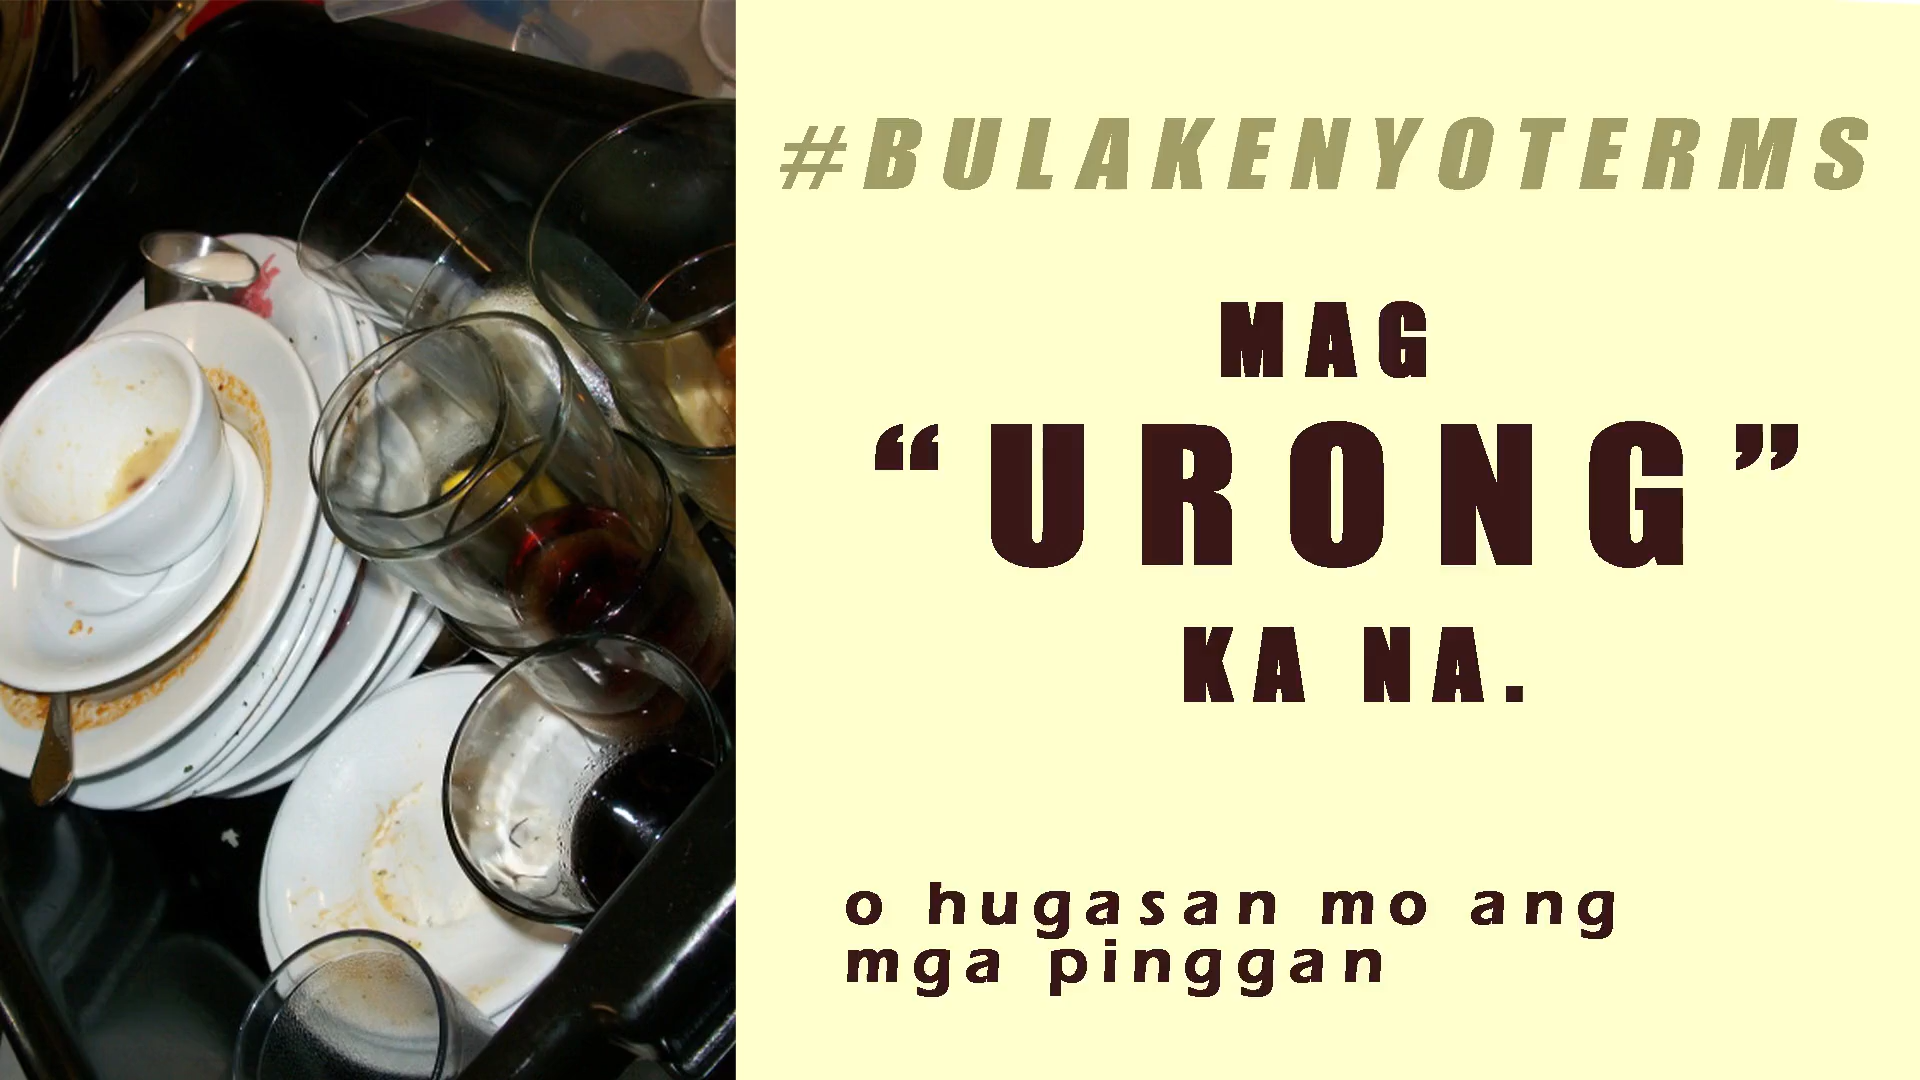 #BULAKENYOTERMS
MAG
“URONG”
KA NA.
o hugasan mo ang
mga pinggan